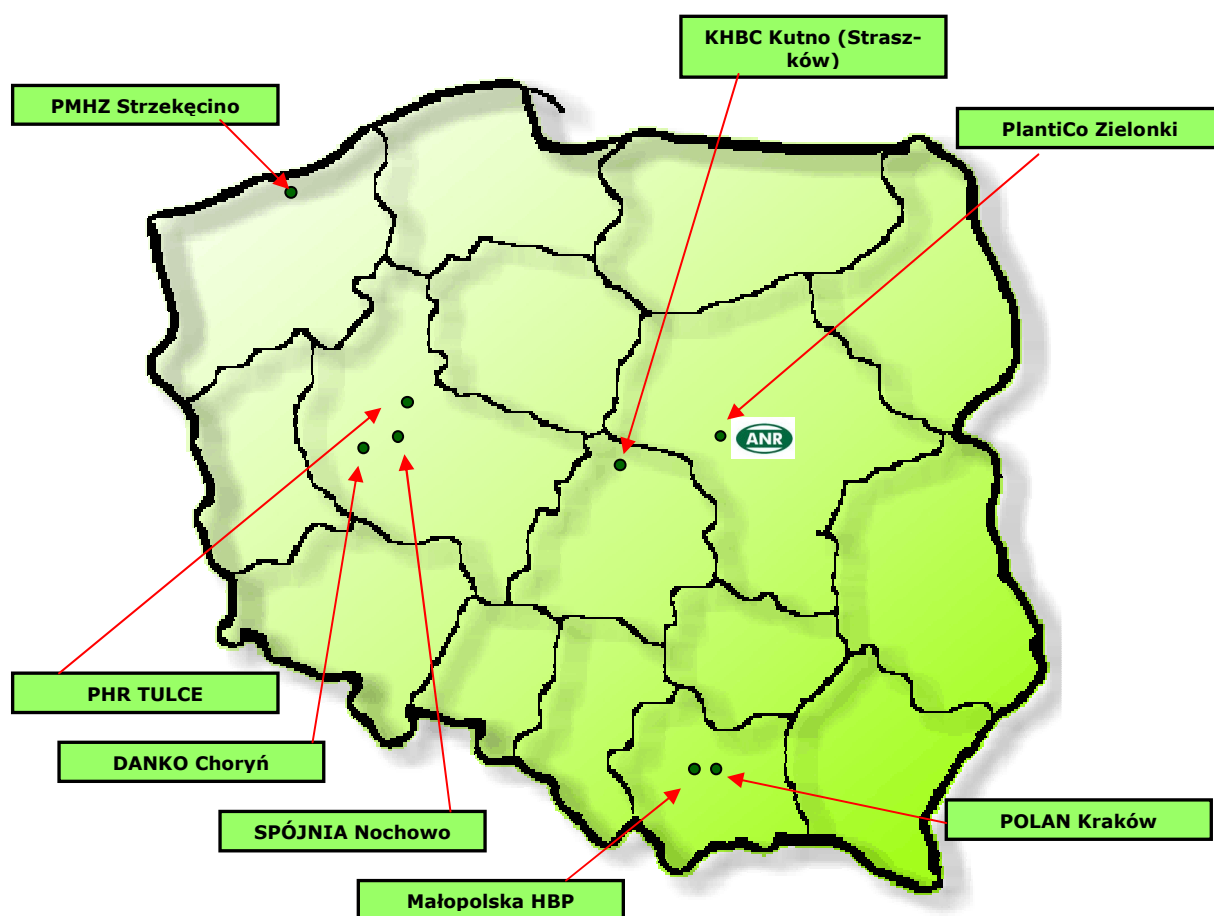 KHBC Kutno (Strasz-
ków)
PMHZ Strzekęcino
PlantiCo Zielonki
ANR
PHR TULCE
DANKO Choryń
SPÓJNIA Nochowo
POLAN Kraków
Małopolska HBP